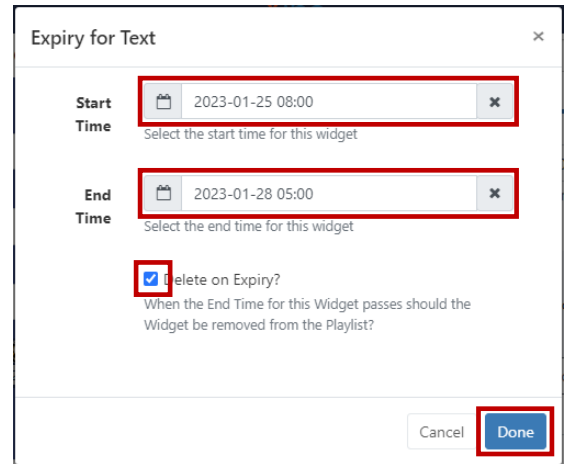 Expiry for Text ×
Start Time
2023-01-25 08:00 ×
Select the start time for this widget
End Time
2023-01-28 05:00 ×
Select the end time for this widget
Delete on Expiry?
When the End Time for this Widget passes should the
Widget be removed from the Playlist?
Cancel Done